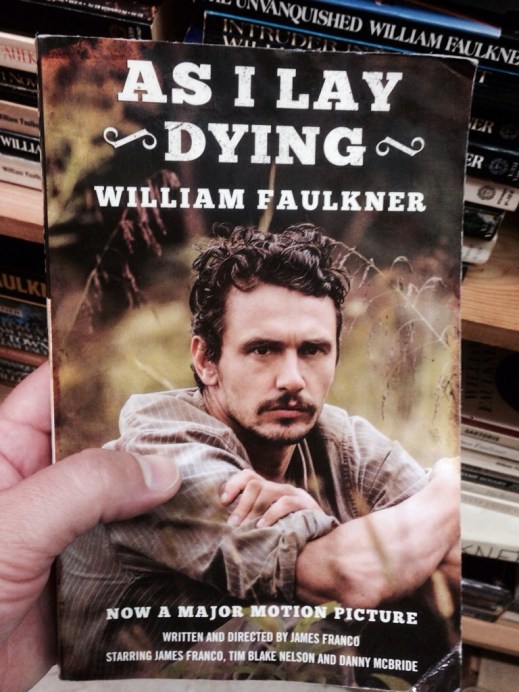 THE UNVANQUISHED WILLIAM FAULKNER
INTRUDER
AS I LAY
DYING
WILLIAM FAULKNER
NOW A MAJOR MOTION PICTURE
WRITTEN AND DIRECTED BY JAMES FRANCO
STARRING JAMES FRANCO, TIM BLAKE NELSON AND DANNY MCBRIDE